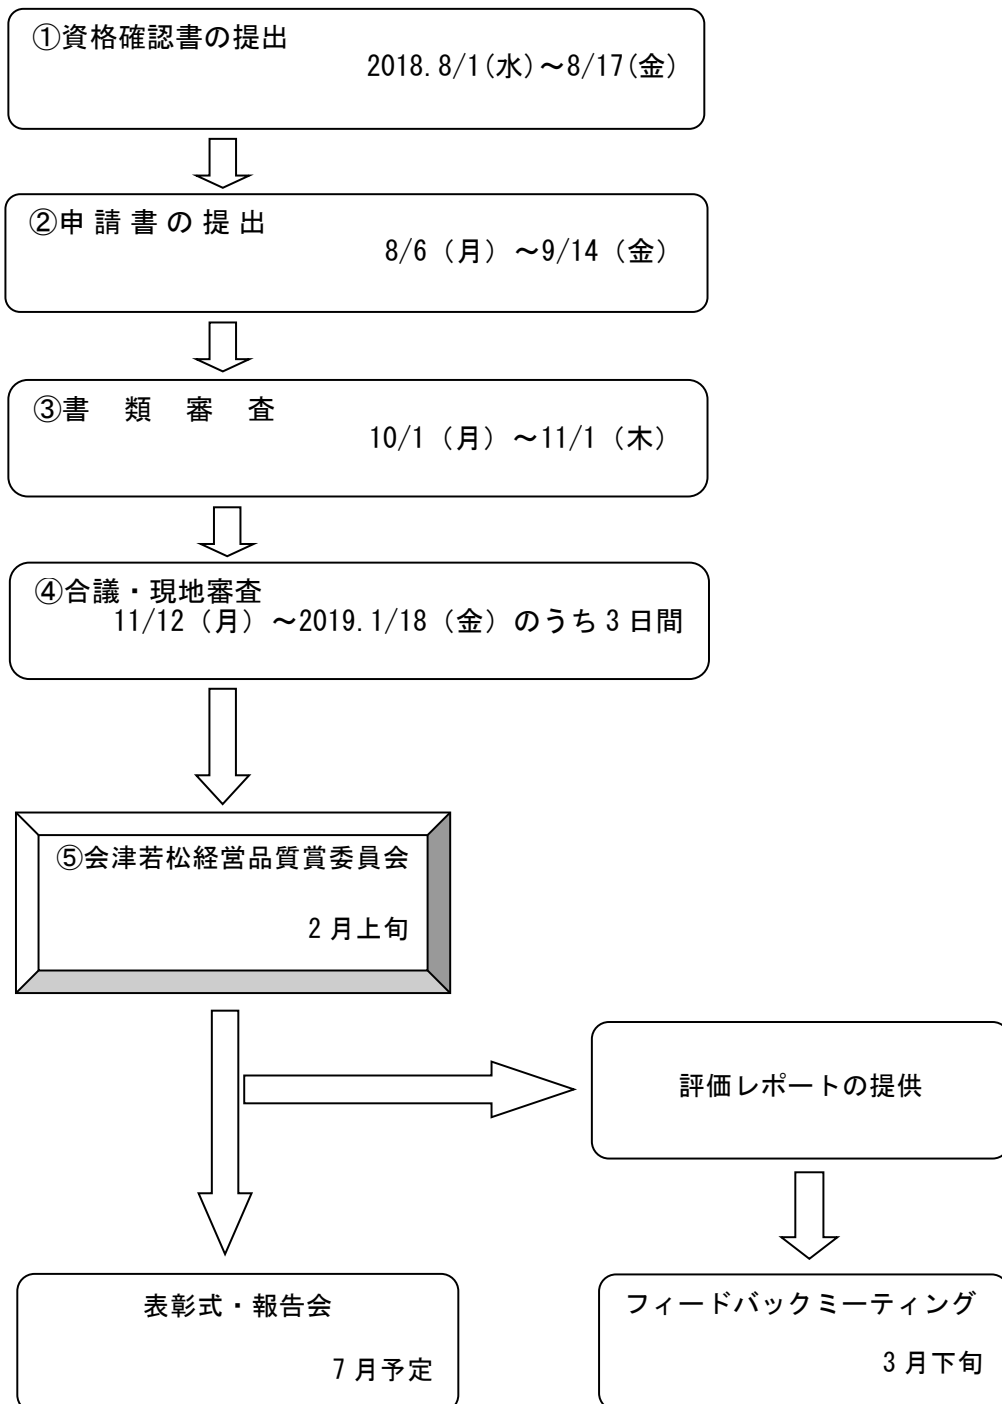 ①資格確認書の提出
2018.8/1(水)～8/17(金)
②申 請 書 の 提 出
8/6（月）～9/14（金）
③書　類　審　査
10/1（月）～11/1（木）
④合議・現地審査
11/12（月）～2019.1/18（金）のうち３日間
⑤会津若松経営品質賞委員会
２月上旬
評価レポートの提供
表彰式・報告会
７月予定
フィードバックミーティング
３月下旬